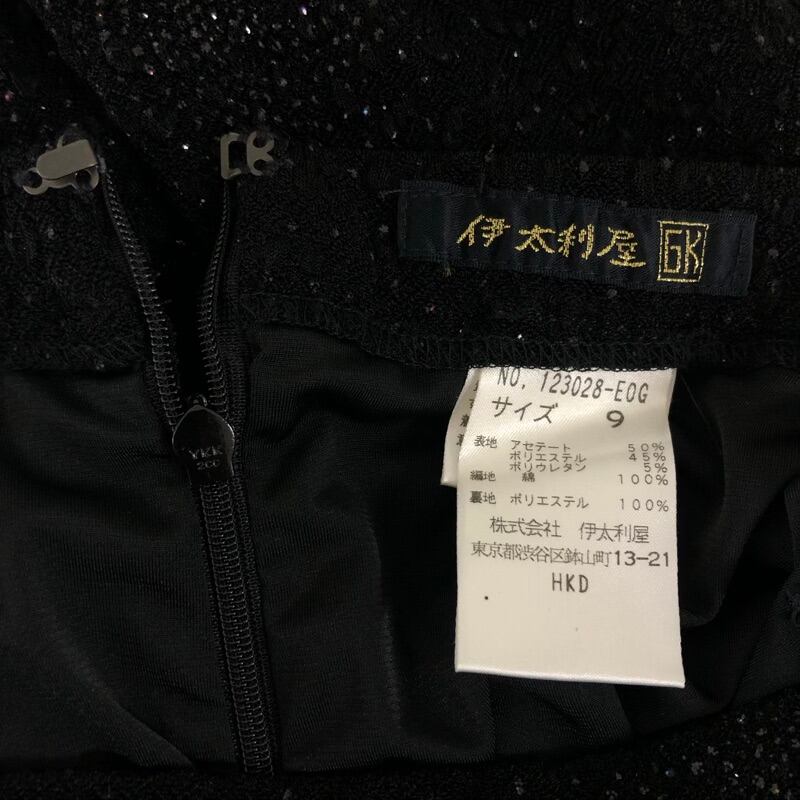 伊太利屋 GK
NO. 123028-EOG
サイズ 9
表地 アセテート 50%
ポリエステル 45%
ポリウレタン 5%
編地 綿 100%
裏地 ポリエステル 100%
株式会社 伊太利屋
東京都渋谷区鉢山町13-21
HKD
YKK